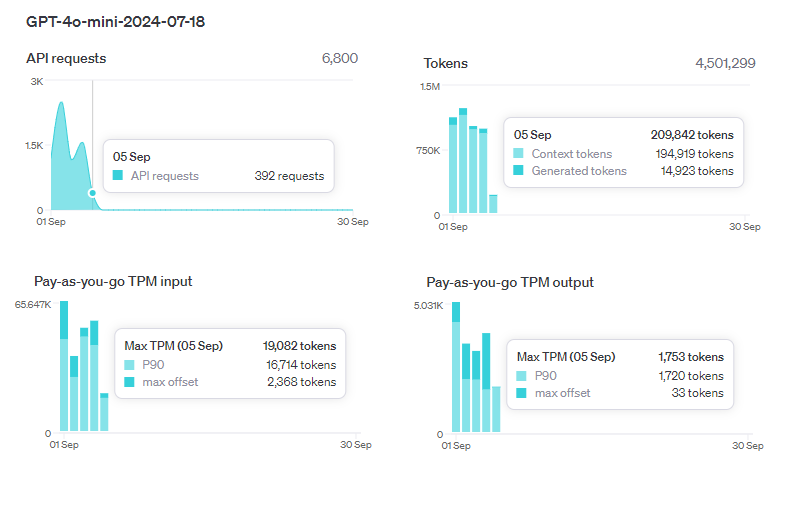 GPT-4o-mini-2024-07-18
API requests 6,800
3K
1.5K
0
01 Sep 30 Sep
05 Sep
API requests 392 requests
Tokens 4,501,299
1.5M
750K
0
01 Sep 30 Sep
05 Sep 209,842 tokens
Context tokens 194,919 tokens
Generated tokens 14,923 tokens
Pay-as-you-go TPM input
65.647K
0
01 Sep 30 Sep
Max TPM (05 Sep) 19,082 tokens
P90 16,714 tokens
max offset 2,368 tokens
Pay-as-you-go TPM output
5.031K
0
01 Sep 30 Sep
Max TPM (05 Sep) 1,753 tokens
P90 1,720 tokens
max offset 33 tokens